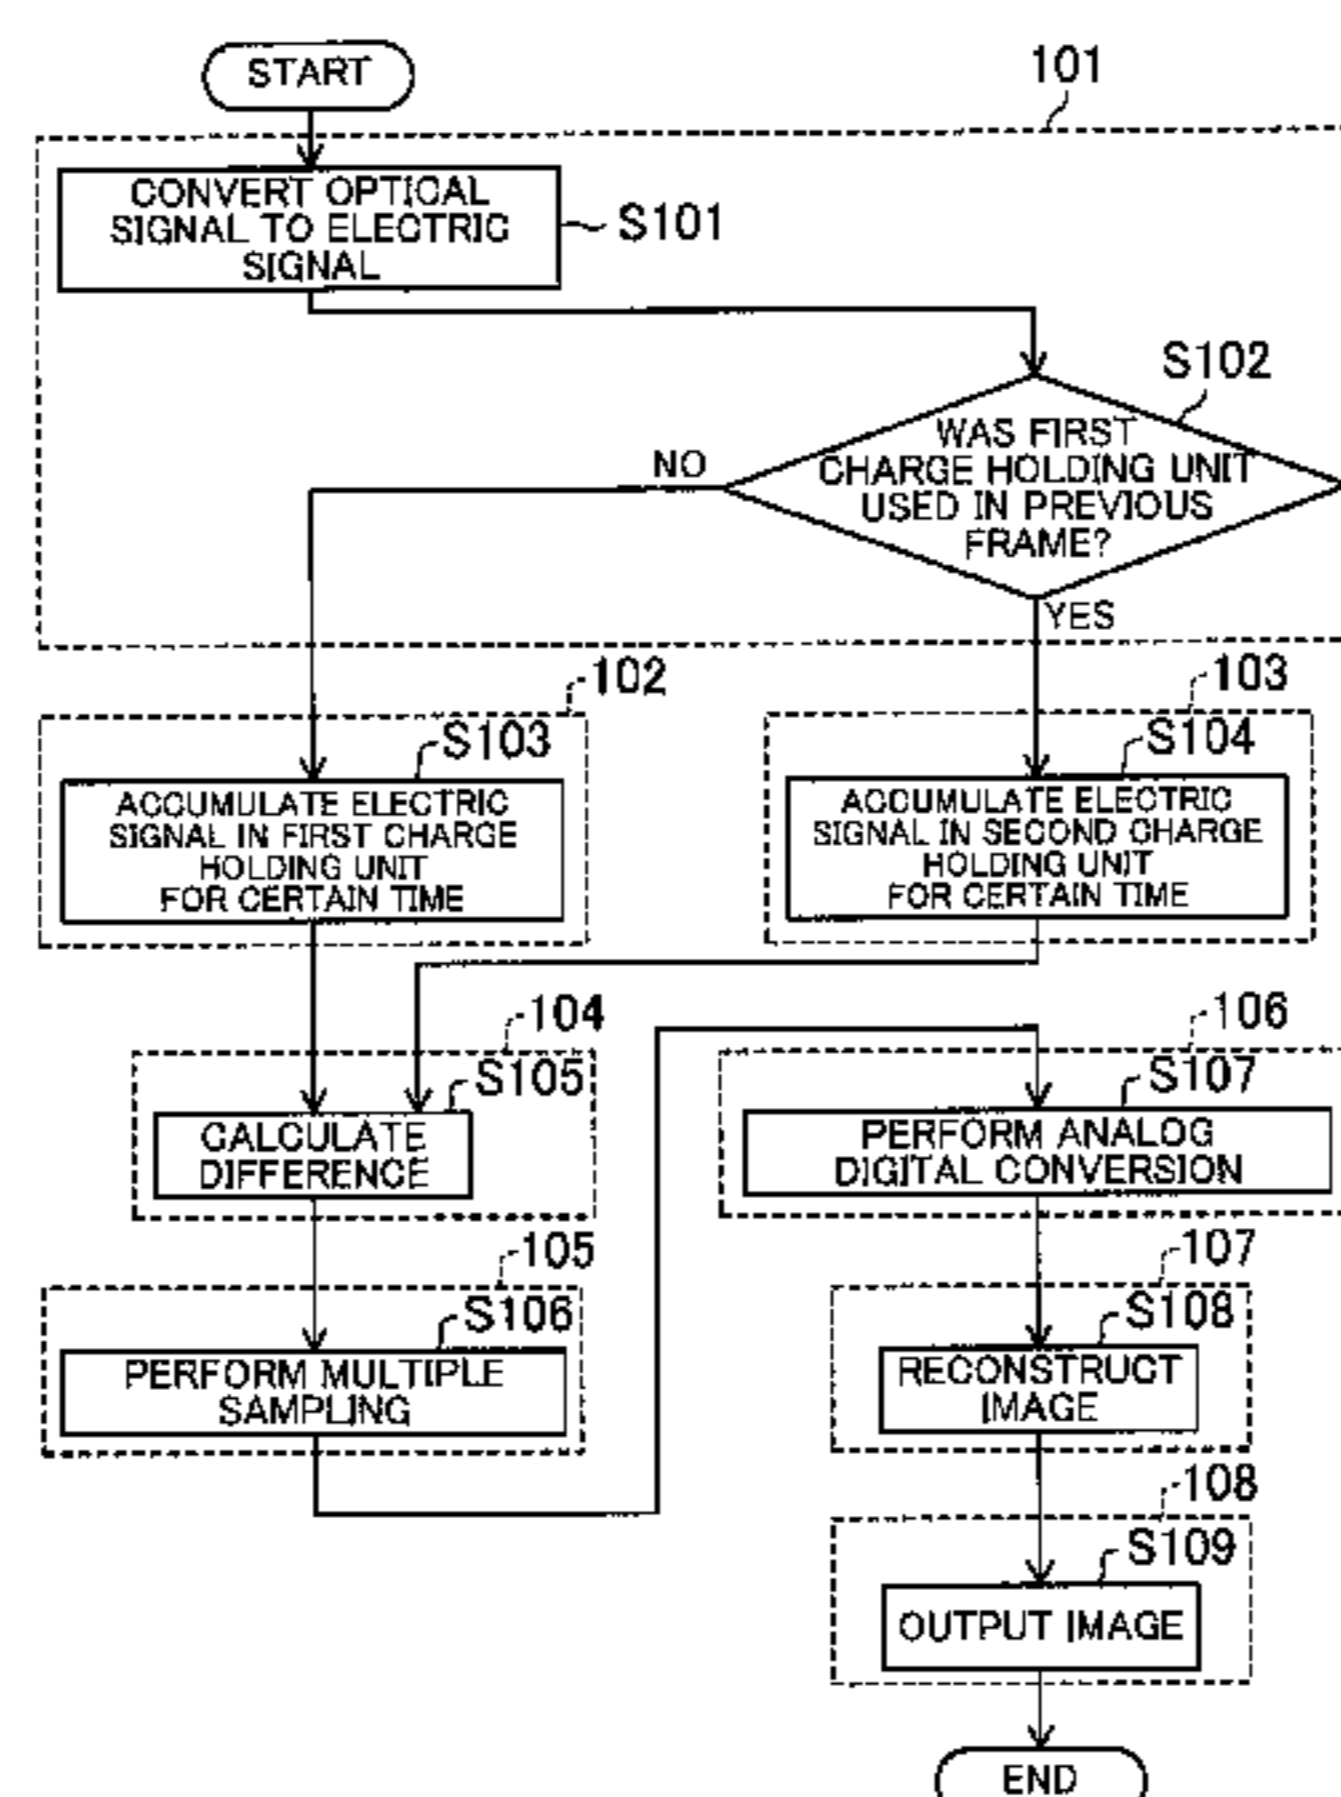 START
101
CONVERT OPTICAL
SIGNAL TO ELECTRIC
SIGNAL
S101
S102
WAS FIRST
CHARGE HOLDING UNIT
USED IN PREVIOUS
FRAME?
NO
YES
102
103
S103
S104
ACCUMULATE ELECTRIC
SIGNAL IN FIRST CHARGE
HOLDING UNIT
FOR CERTAIN TIME
ACCUMULATE ELECTRIC
SIGNAL IN SECOND CHARGE
HOLDING UNIT
FOR CERTAIN TIME
104
S105
CALCULATE
DIFFERENCE
106
S107
PERFORM ANALOG
DIGITAL CONVERSION
105
S106
PERFORM MULTIPLE
SAMPLING
107
S108
RECONSTRUCT
IMAGE
108
S109
OUTPUT IMAGE
END